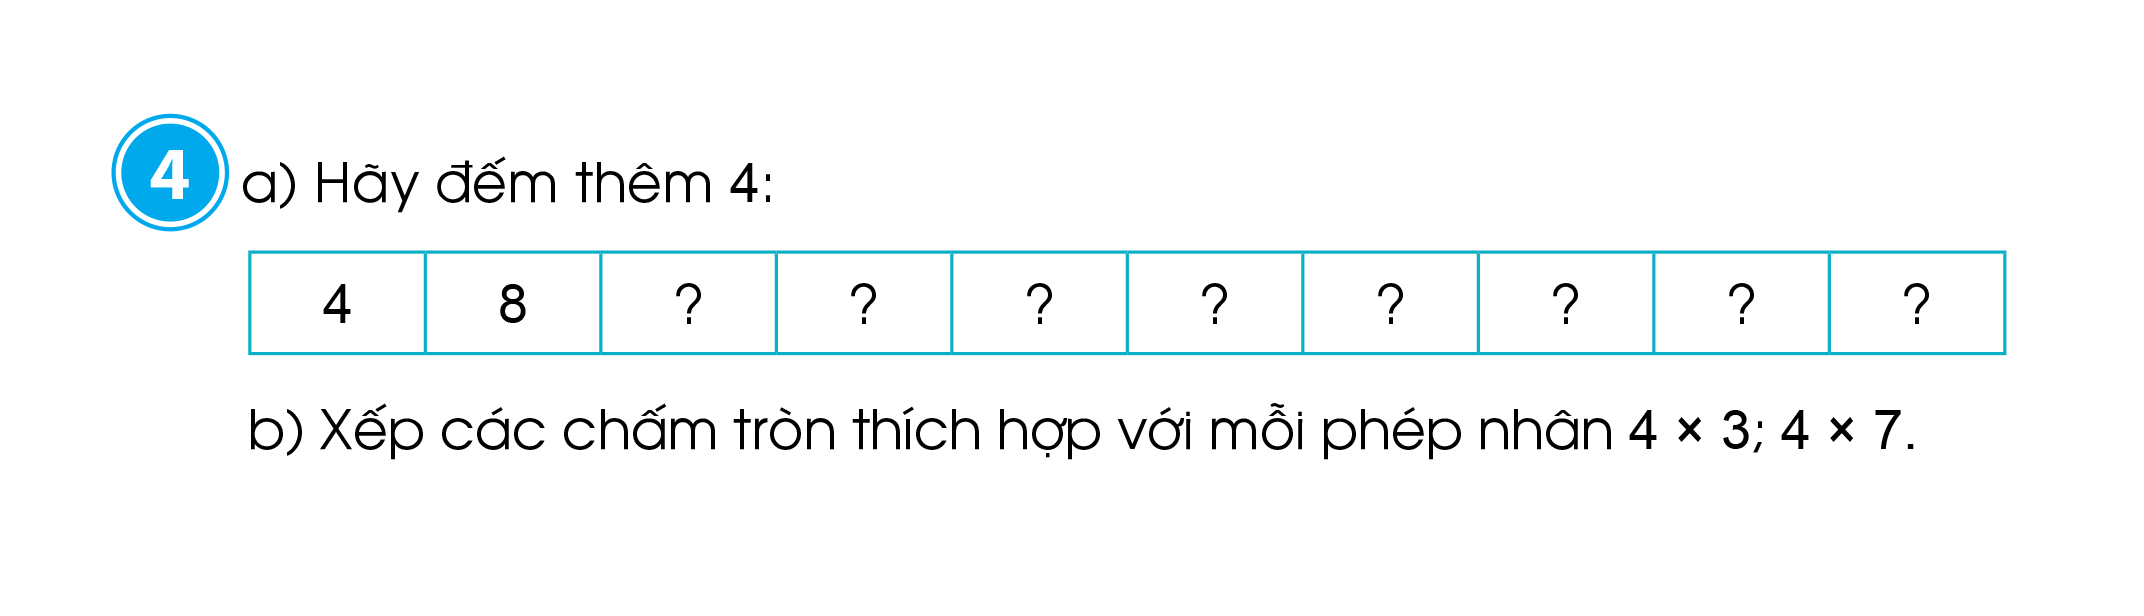 4 a) Hãy đếm thêm 4:
4 8 ? ? ? ? ? ? ? ?
b) Xếp các chấm tròn thích hợp với mỗi phép nhân 4 × 3; 4 × 7.